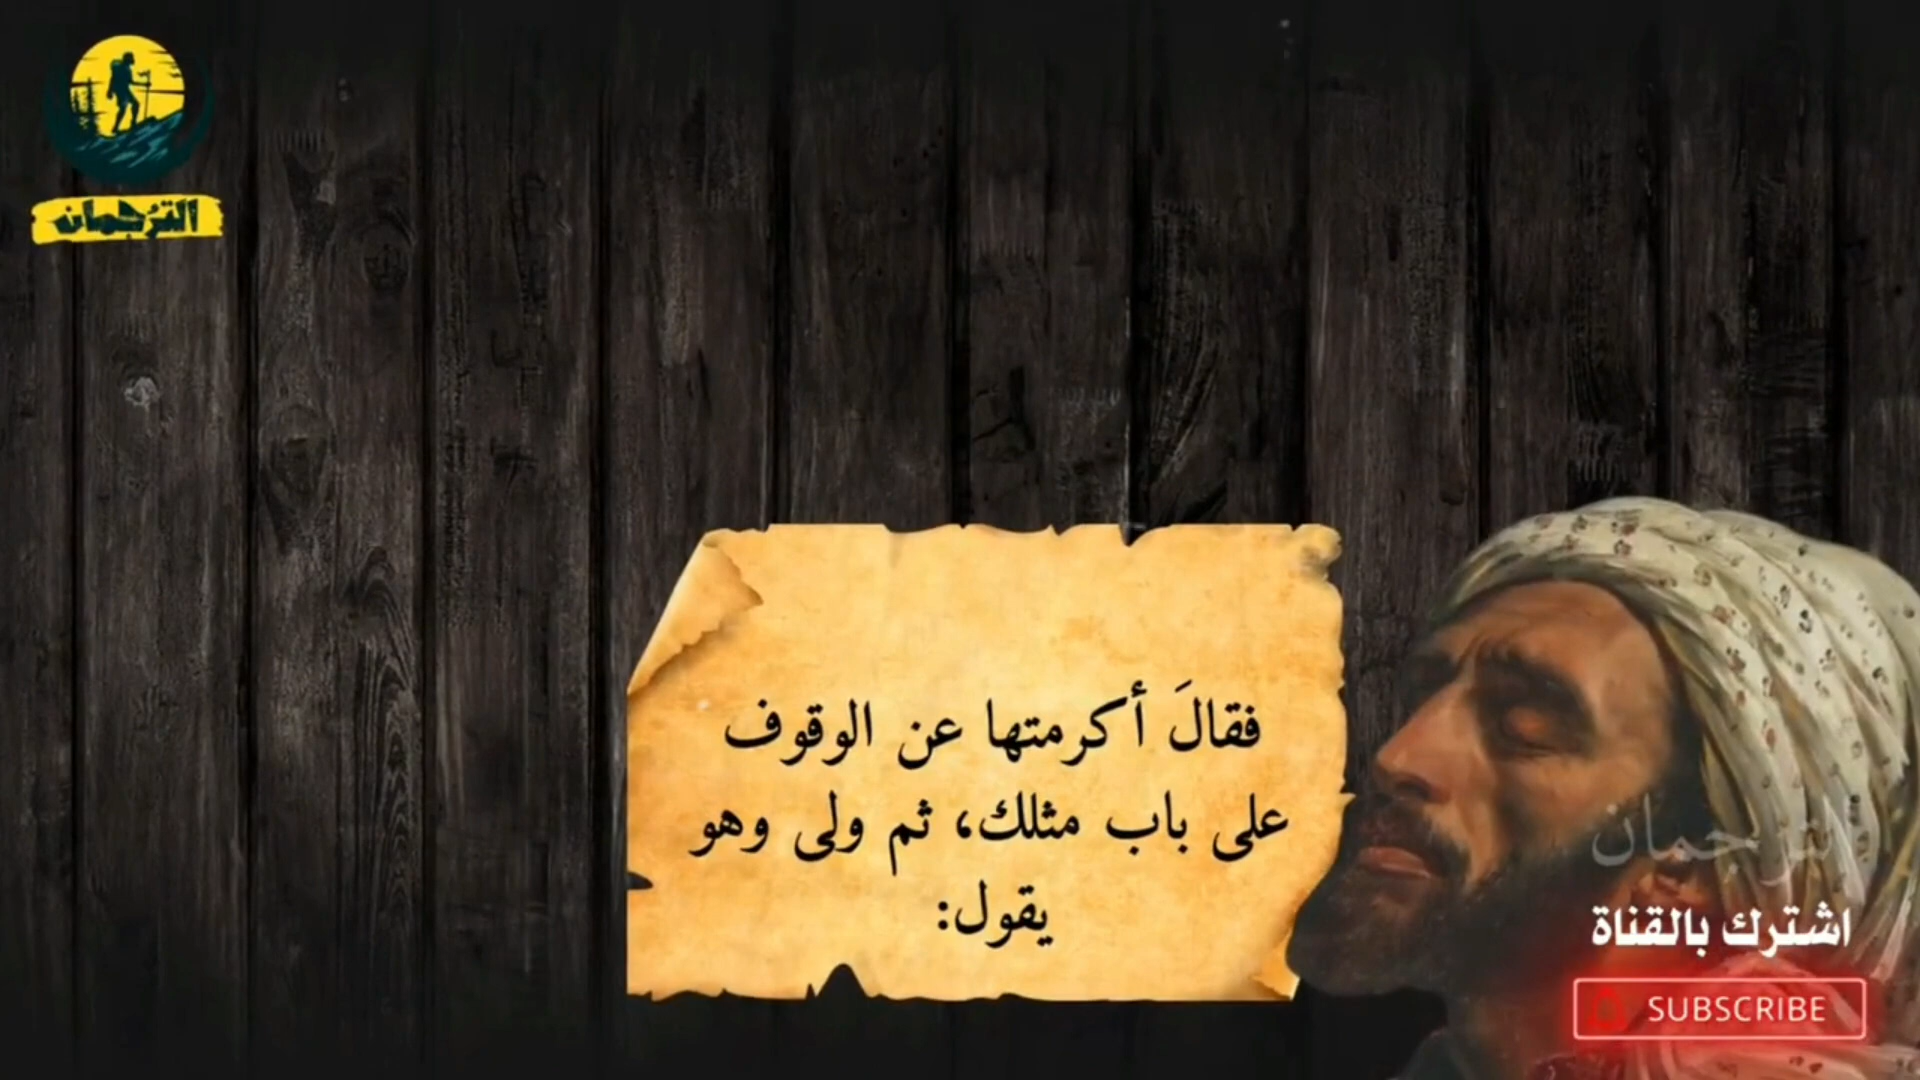 الترجمان
فقالَ أكرمتها عن الوقوف
على باب مثلك، ثم ولى وهو
يقول:
الترجمان
اشترك بالقناة
SUBSCRIBE